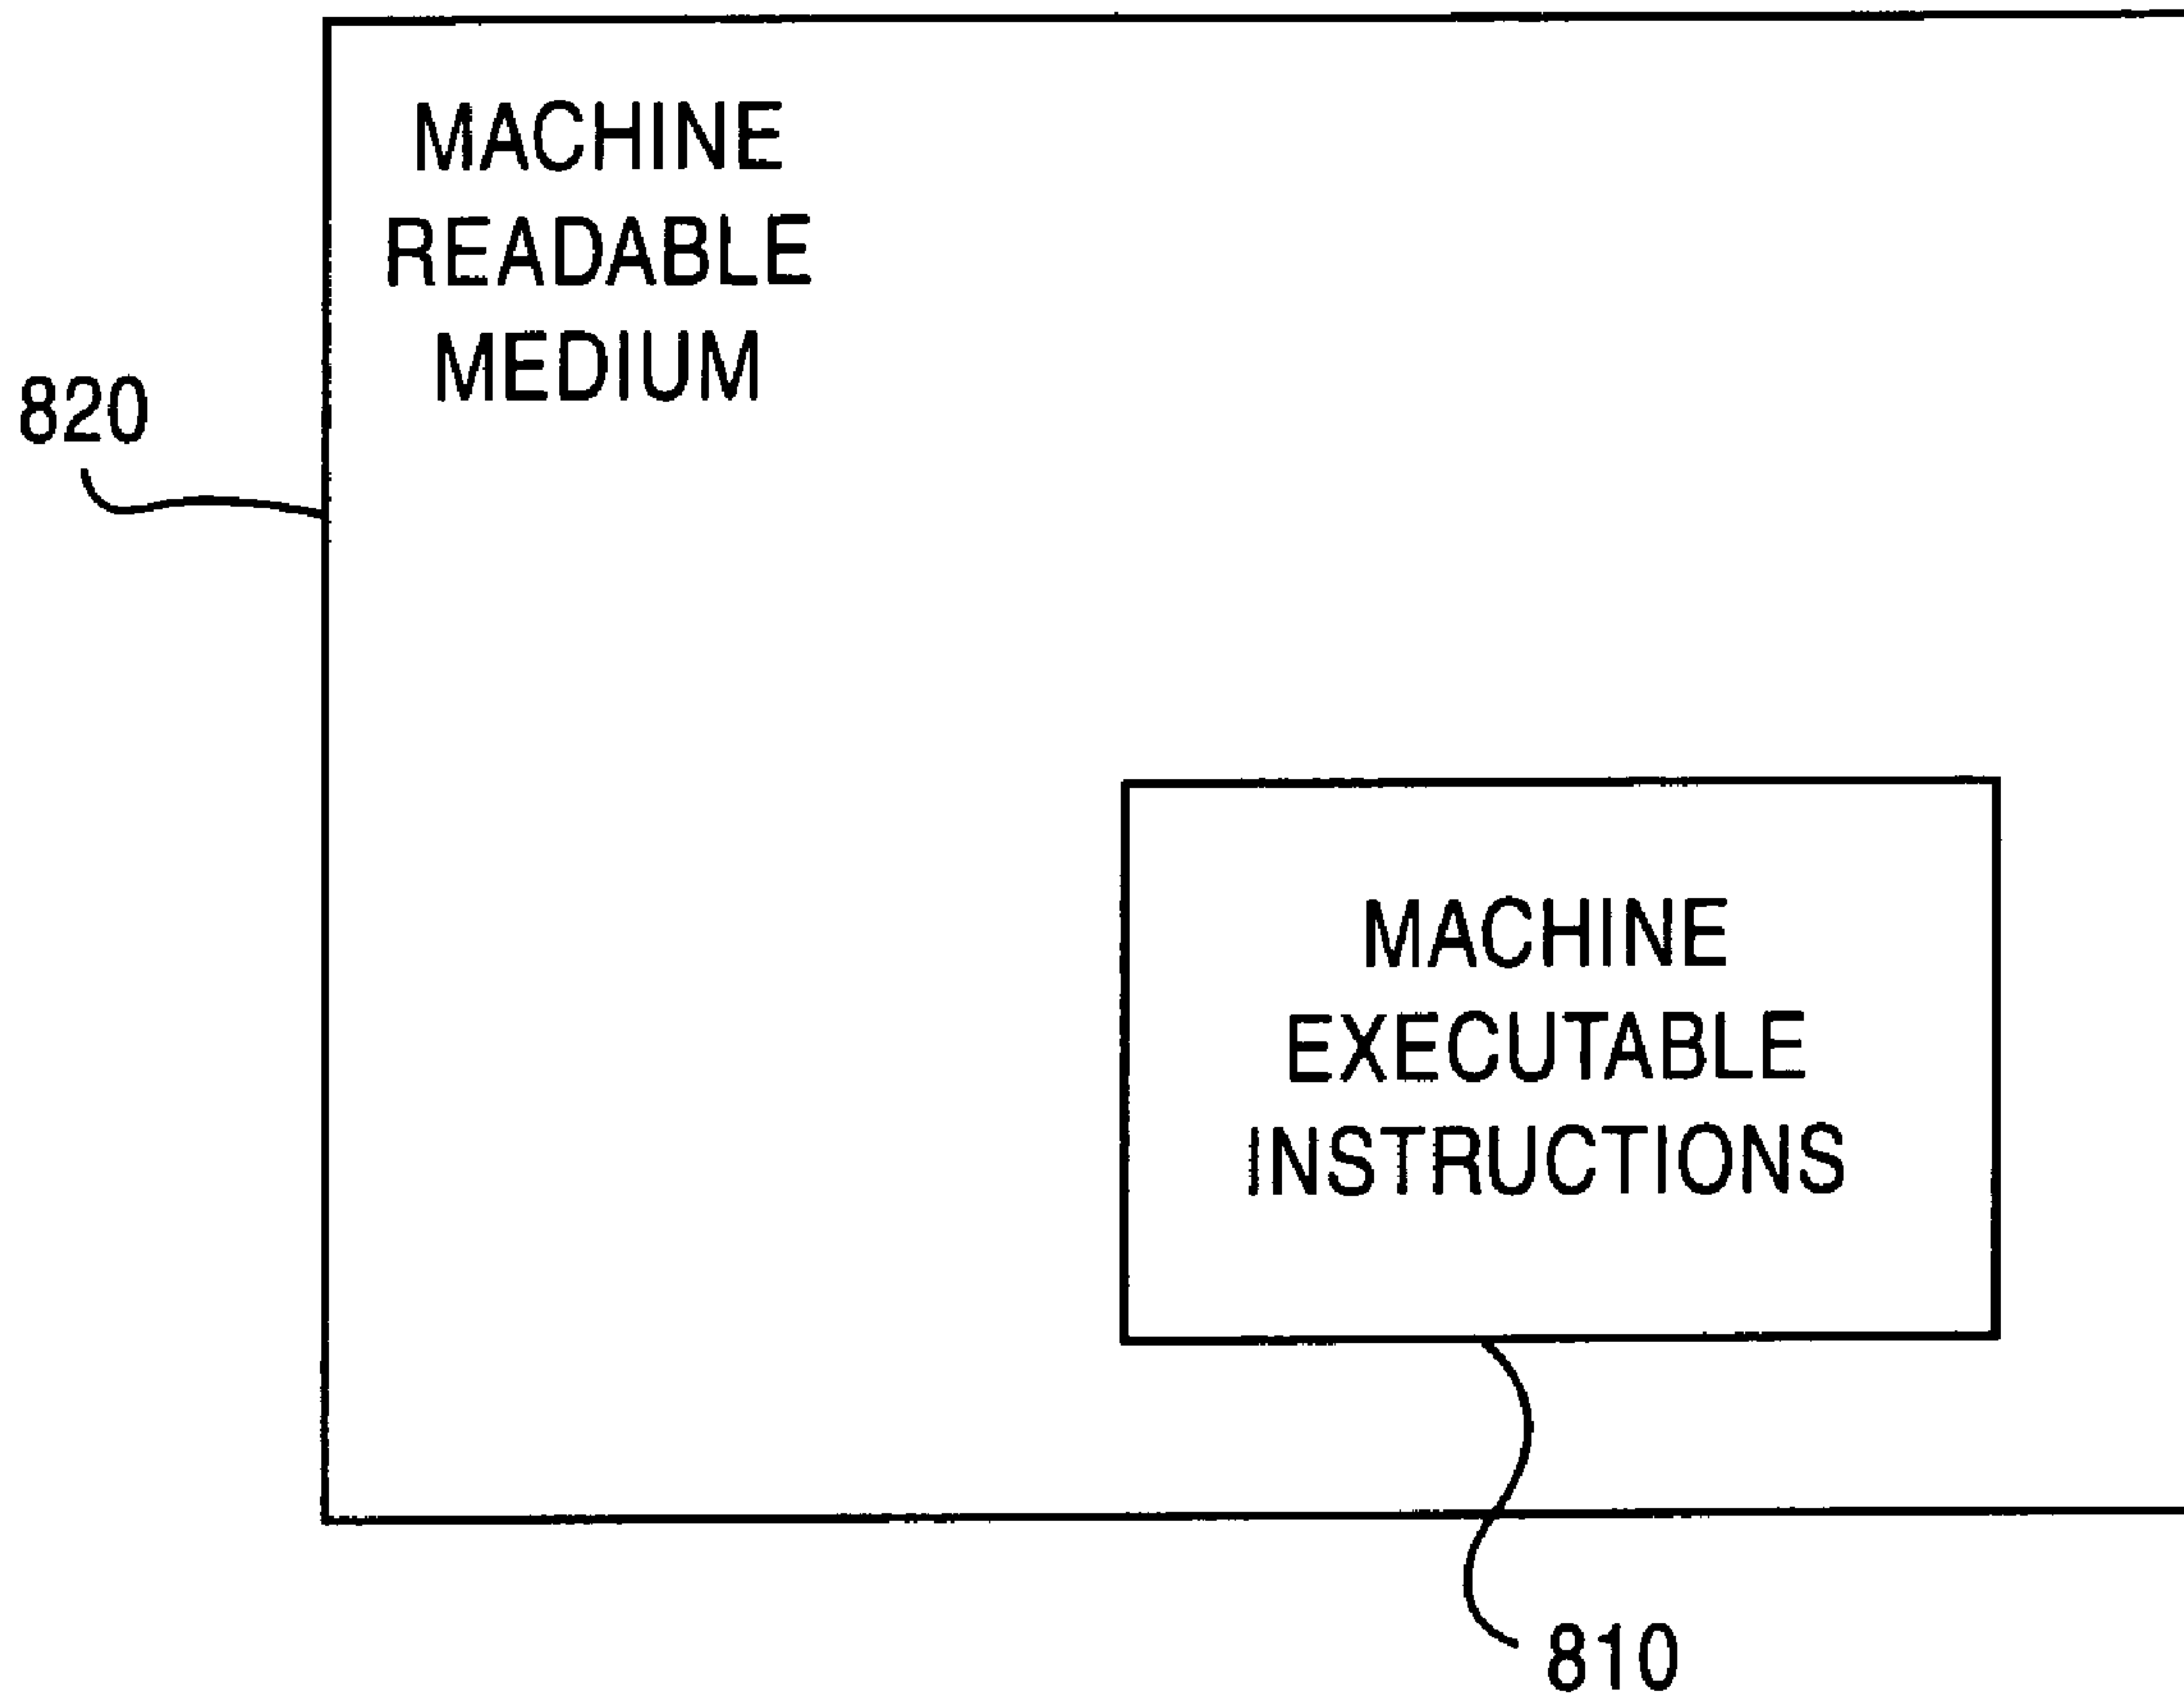 MACHINE
READABLE
MEDIUM
820
MACHINE
EXECUTABLE
INSTRUCTIONS
810